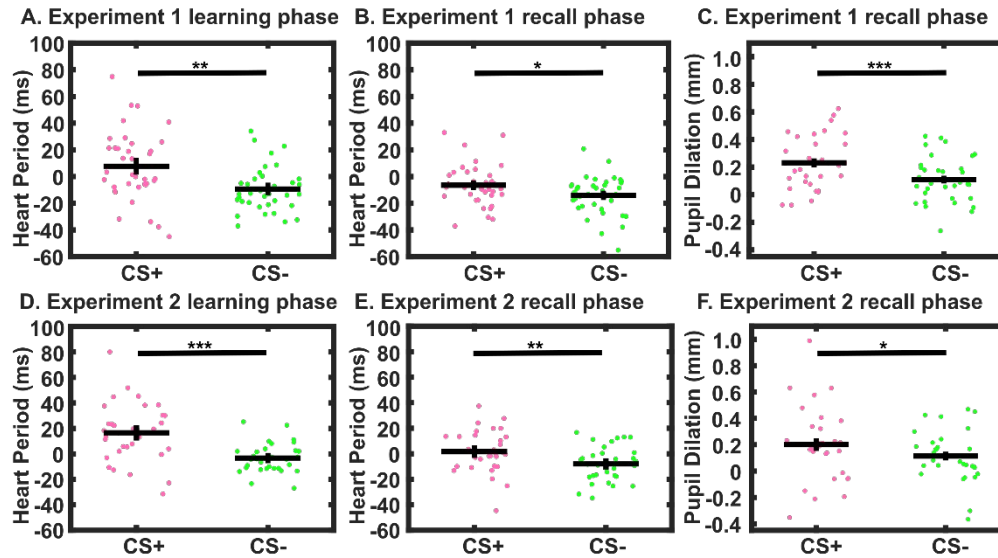 A. Experiment 1 learning phase
Heart Period (ms)
100
80
60
40
20
0
-20
-40
-60
**
CS+
CS-
B. Experiment 1 recall phase
Heart Period (ms)
100
80
60
40
20
0
-20
-40
-60
*
CS+
CS-
C. Experiment 1 recall phase
Pupil Dilation (mm)
1.0
0.8
0.6
0.4
0.2
0
-0.2
-0.4
***
CS+
CS-
D. Experiment 2 learning phase
Heart Period (ms)
100
80
60
40
20
0
-20
-40
-60
***
CS+
CS-
E. Experiment 2 recall phase
Heart Period (ms)
100
80
60
40
20
0
-20
-40
-60
**
CS+
CS-
F. Experiment 2 recall phase
Pupil Dilation (mm)
1.0
0.8
0.6
0.4
0.2
0
-0.2
-0.4
*
CS+
CS-